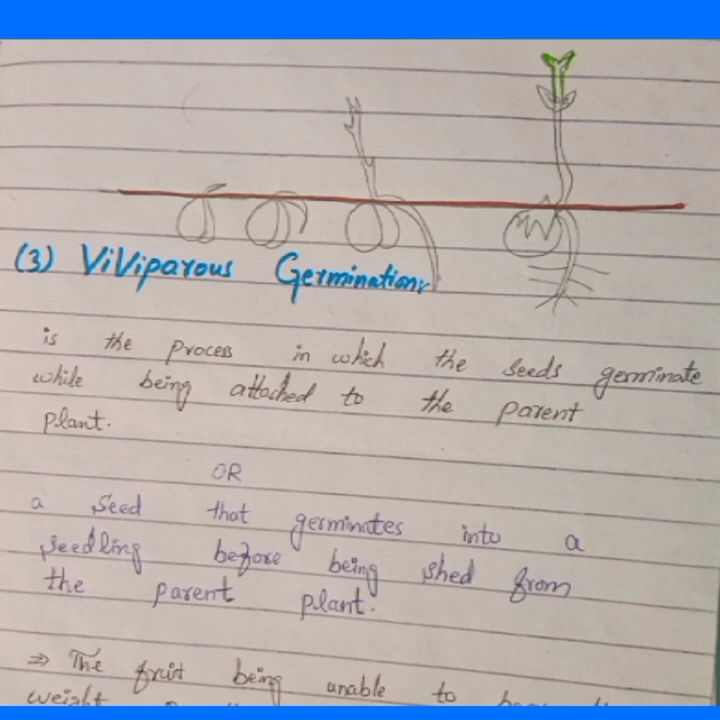 (3) ViViparous Germination:
is the process in which the seeds germinate
while being attached to the parent
plant.
OR
a seed that germinates into a
seedling before being shed from
the parent plant.
⇒ The fruit being unable to
weight